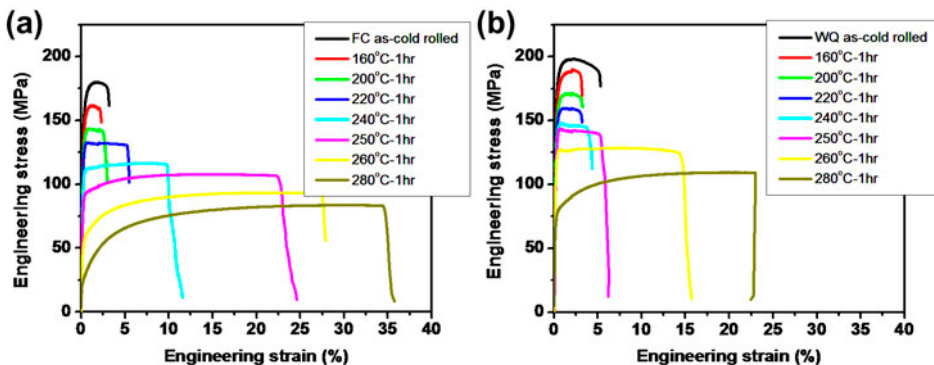 (a)
FC as-cold rolled
160°C-1hr
200°C-1hr
220°C-1hr
240°C-1hr
250°C-1hr
260°C-1hr
280°C-1hr
200
150
100
50
0
Engineering stress (MPa)
0 5 10 15 20 25 30 35 40
Engineering strain (%)
(b)
WQ as-cold rolled
160°C-1hr
200°C-1hr
220°C-1hr
240°C-1hr
250°C-1hr
260°C-1hr
280°C-1hr
200
150
100
50
0
Engineering stress (MPa)
0 5 10 15 20 25 30 35 40
Engineering strain (%)